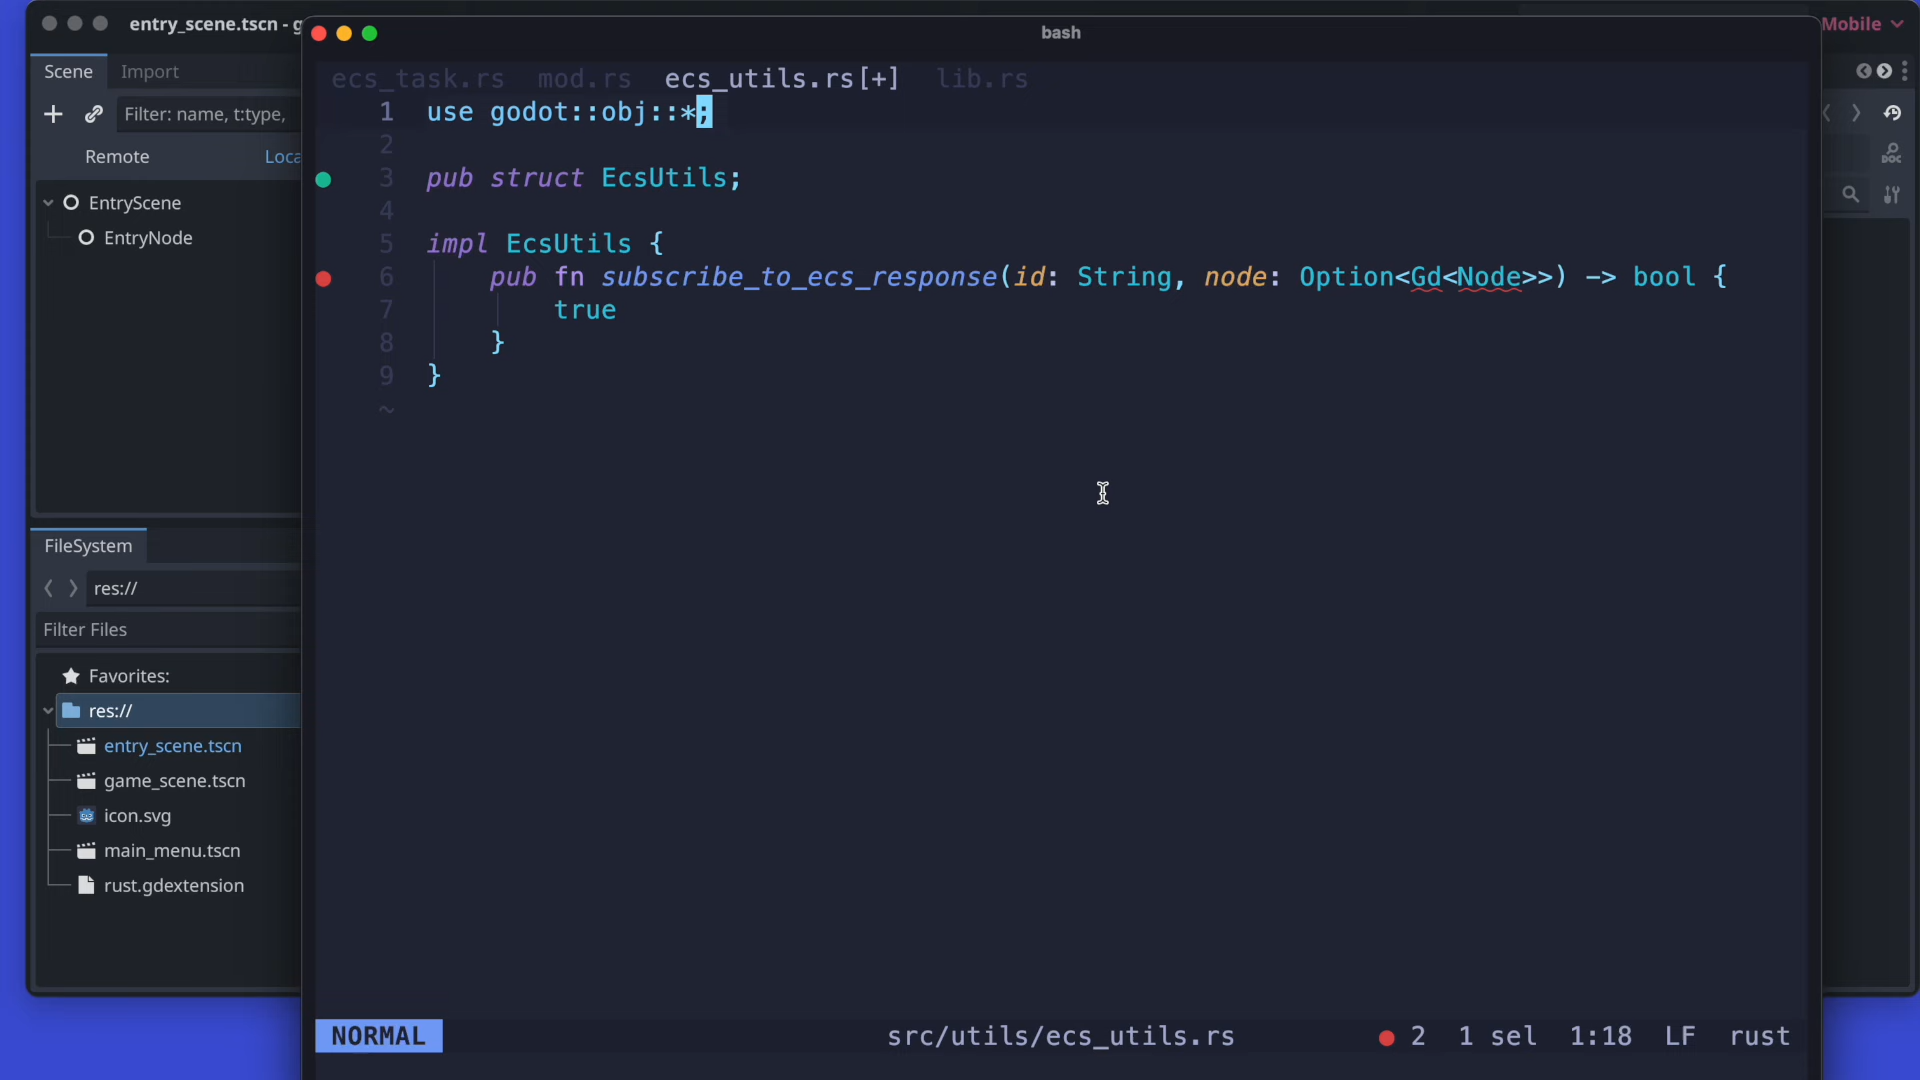 entry_scene.tscn - g
bash
Mobile
Scene
Import
ecs_task.rs mod.rs ecs_utils.rs[+] lib.rs
Filter: name, t:type,
Remote
Loca
EntryScene
EntryNode
1 use godot::obj::*;
2
3 pub struct EcsUtils;
4
5 impl EcsUtils {
6 pub fn subscribe_to_ecs_response(id: String, node: Option<Gd<Node>>) -> bool {
7 true
8 }
9 }
~
DOC
FileSystem
res://
Filter Files
Favorites:
res://
entry_scene.tscn
game_scene.tscn
icon.svg
main_menu.tscn
rust.gdextension
NORMAL src/utils/ecs_utils.rs 2 1 sel 1:18 LF rust